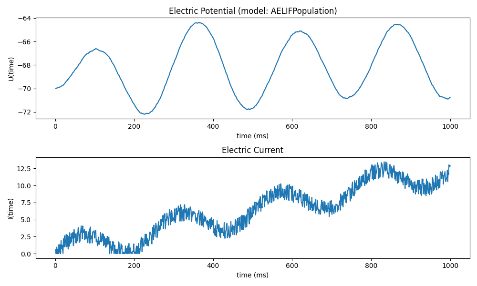 Electric Potential (model: AELIFPopulation)
−64
−66
−68
−70
−72
U(time)
0 200 400 600 800 1000
time (ms)
Electric Current
12.5
10.0
7.5
5.0
2.5
0.0
I(time)
0 200 400 600 800 1000
time (ms)